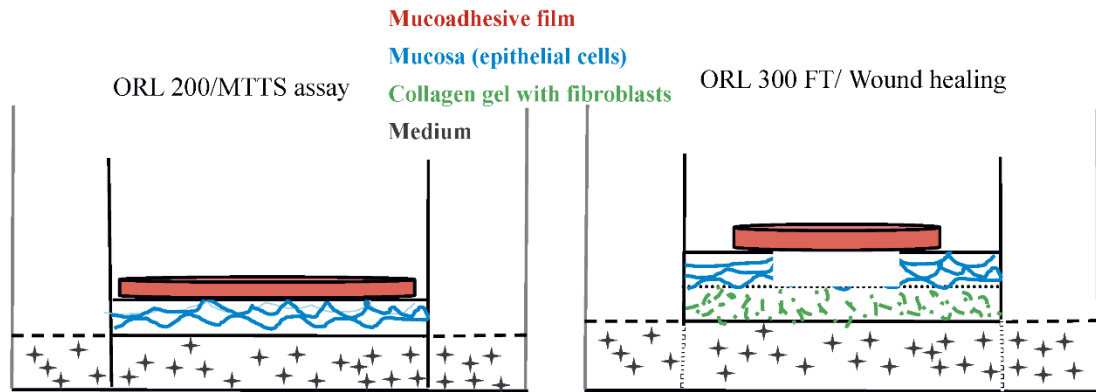 Mucoadhesive film
Mucosa (epithelial cells)
ORL 200/MTTS assay
ORL 300 FT/ Wound healing
Collagen gel with fibroblasts
Medium